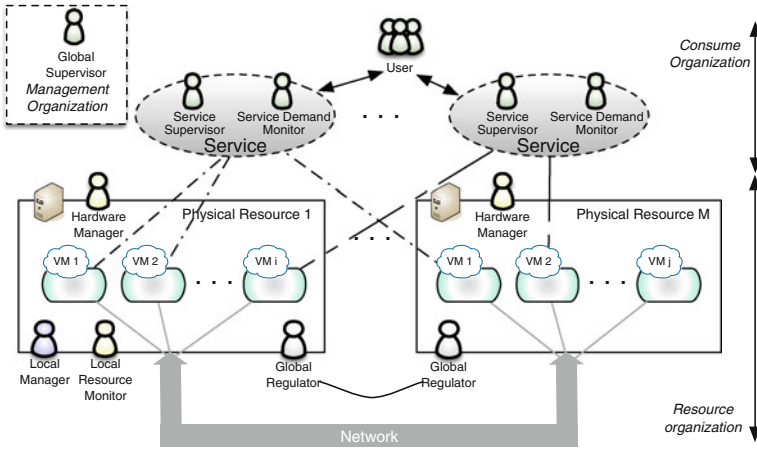 Global
Supervisor
Management
Organization
User
Consume
Organization
Service
Supervisor
Service Demand
Monitor
Service
. . .
Service
Supervisor
Service Demand
Monitor
Service
Hardware
Manager
Physical Resource 1
. . .
Hardware
Manager
Physical Resource M
VM 1
VM 2
. . .
VM i
VM 1
VM 2
. . .
VM j
Local
Manager
Local
Resource
Monitor
Global
Regulator
Global
Regulator
Resource
organization
Network